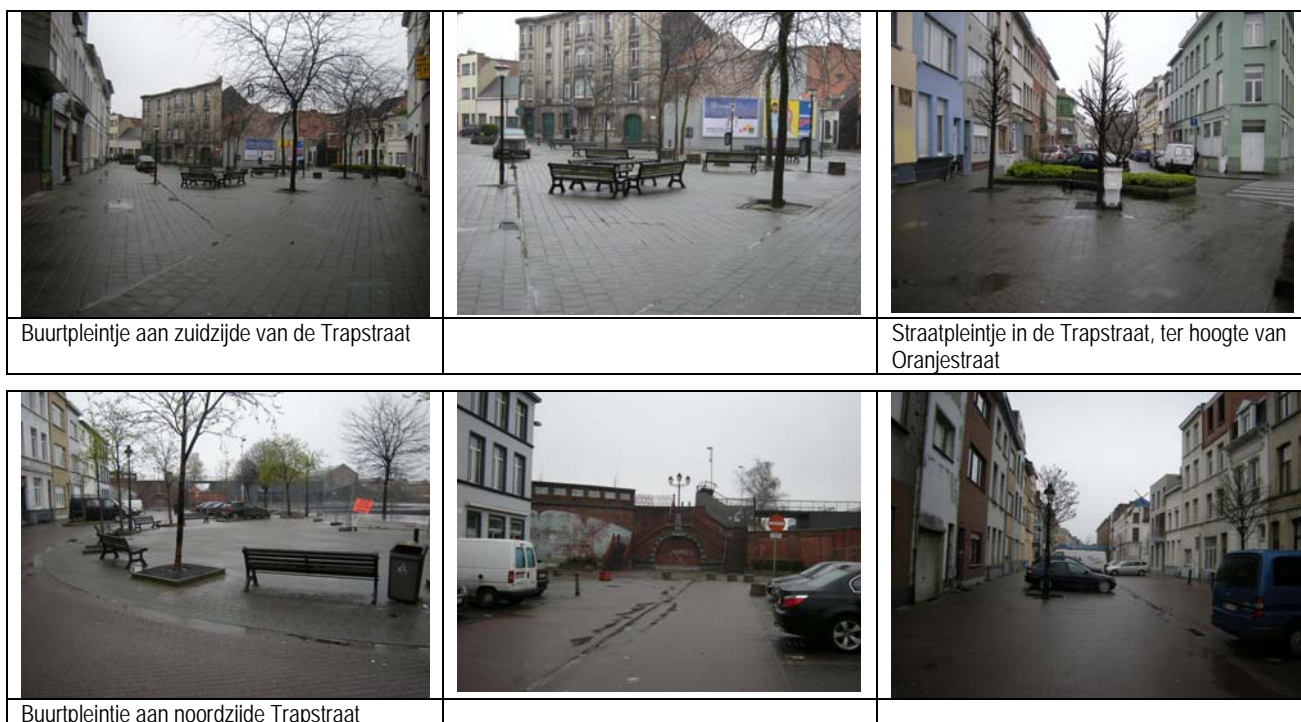 Buurtpleintje aan zuidzijde van de Trapstraat
Straatpleintje in de Trapstraat, ter hoogte van
Oranjestraat
Buurtpleintje aan noordzijde Trapstraat